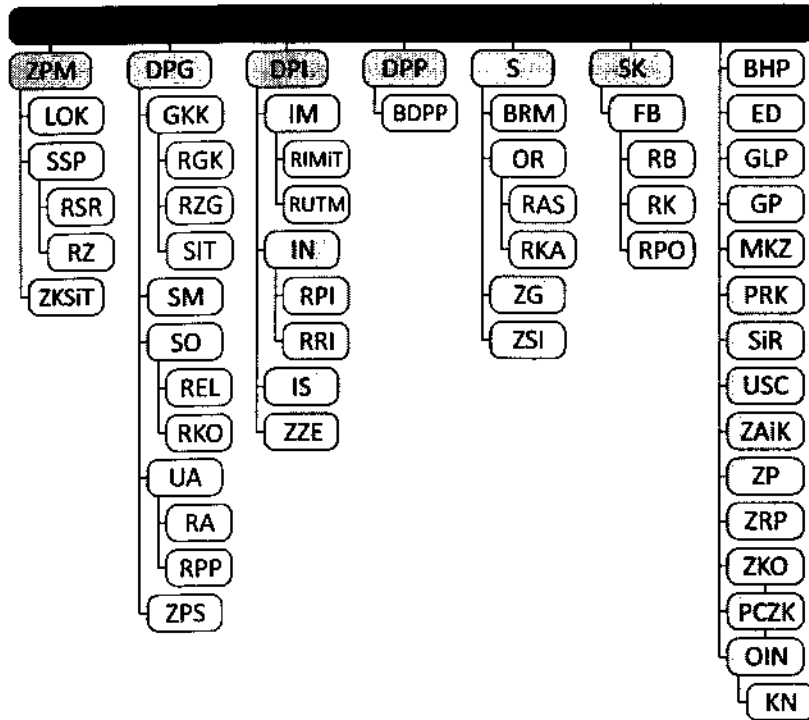 ZPM
LOK
SSP
RSR
RZ
ZKSiT
DPG
GKK
RGK
RZG
SIT
SM
SO
REL
RKO
UA
RA
RPP
ZPS
DPI
IM
RIMiT
RUTM
IN
RPI
RRI
IS
ZZE
DPP
BDPP
S
BRM
OR
RAS
RKA
ZG
ZSI
SK
FB
RB
RK
RPO
BHP
ED
GLP
GP
MKZ
PRK
SiR
USC
ZAiK
ZP
ZRP
ZKO
PCZK
OIN
KN